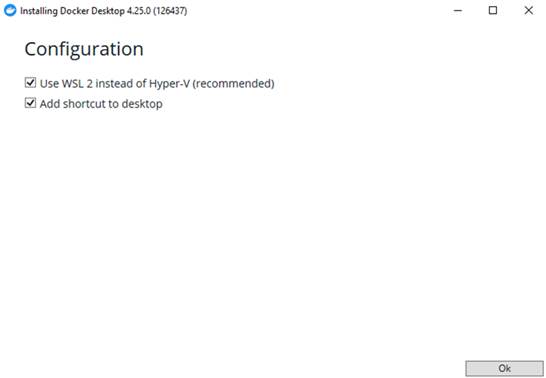 Installing Docker Desktop 4.25.0 (126437)
Configuration
Use WSL 2 instead of Hyper-V (recommended)
Add shortcut to desktop
Ok